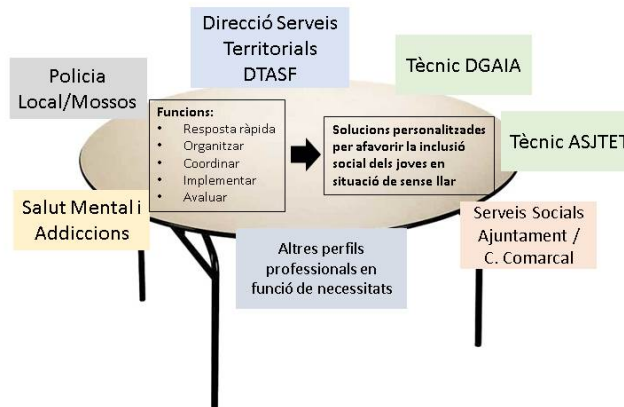 Direcció Serveis
Territorials
DTASF
Tècnic DGAIA
Policia
Local/Mossos
Funcions:
• Resposta ràpida
• Organitzar
• Coordinar
• Implementar
• Avaluar
Solucions personalitzades
per afavorir la inclusió
social dels joves en
situació de sense llar
Tècnic ASJTET
Salut Mental i
Addiccions
Altres perfils
professionals en
funció de necessitats
Serveis Socials
Ajuntament /
C. Comarcal